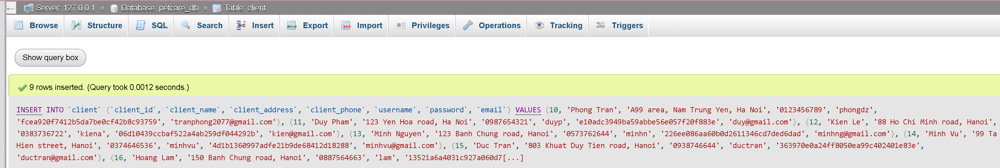 ← Server: 127.0.0.1 » Database: petcare_db » Table: client
Browse Structure SQL Search Insert Export Import Privileges Operations Tracking Triggers
Show query box
9 rows inserted. (Query took 0.0012 seconds.)
INSERT INTO `client` (`client_id`, `client_name`, `client_address`, `client_phone`, `username`, `password`, `email`) VALUES (10, 'Phong Tran', 'A99 area, Nam Trung Yen, Ha Noi', '0123456789', 'phongdz',
'fcea920f7412b5da7be0cf42b8c93759', 'tranphong2077@gmail.com'), (11, 'Duy Pham', '123 Yen Hoa road, Ha Noi', '0987654321', 'duyp', 'e10adc3949ba59abbe56e057f20f883e', 'duy@gmail.com'), (12, 'Kien Le', '88 Ho Chi Minh road, Hanoi',
'0383736722', 'kiena', '06d10439ccbaf522a4ab259df044292b', 'kien@gmail.com'), (13, 'Minh Nguyen', '123 Banh Chung road, Hanoi', '0573762644', 'minhn', '226ee086aa60b0d2611346cd7ded6dad', 'minhng@gmail.com'), (14, 'Minh Vu', '99 Ta
Hien street, Hanoi', '0374646536', 'minhvu', '4d1b1360997adfe21b9de68412d18288', 'minhvu@gmail.com'), (15, 'Duc Tran', '803 Khuat Duy Tien road, Hanoi', '0938746644', 'ductran', '363970e0a24ff8050ea99c402401e83e',
'ductran@gmail.com'), (16, 'Hoang Lam', '150 Banh Chung road, Hanoi', '0887564663', 'lam', '13521a6a4031c927a060d7[...]